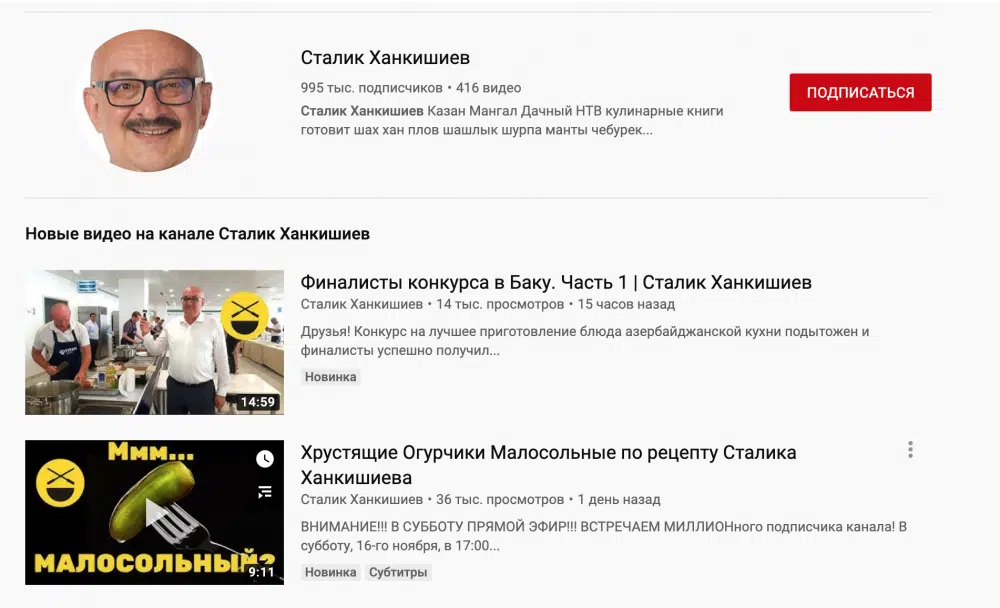 Сталик Ханкишиев
995 тыс. подписчиков • 416 видео
Сталик Ханкишиев Казан Мангал Дачный НТВ кулинарные книги
готовит шах хан плов шашлык шурпа манты чебурек...
ПОДПИСАТЬСЯ
Новые видео на канале Сталик Ханкишиев
14:59
Финалисты конкурса в Баку. Часть 1 | Сталик Ханкишиев
Сталик Ханкишиев • 14 тыс. просмотров • 15 часов назад
Друзья! Конкурс на лучшее приготовление блюда азербайджанской кухни подытожен и
финалисты успешно получил...
Новинка
Ммм...
МАЛОСОЛЬНЫЙ?
9:11
Хрустящие Огурчики Малосольные по рецепту Сталика
Ханкишиева
Сталик Ханкишиев • 36 тыс. просмотров • 1 день назад
ВНИМАНИЕ!!! В СУББОТУ ПРЯМОЙ ЭФИР!!! ВСТРЕЧАЕМ МИЛЛИОНного подписчика канала! В
субботу, 16-го ноября, в 17:00...
Новинка Субтитры